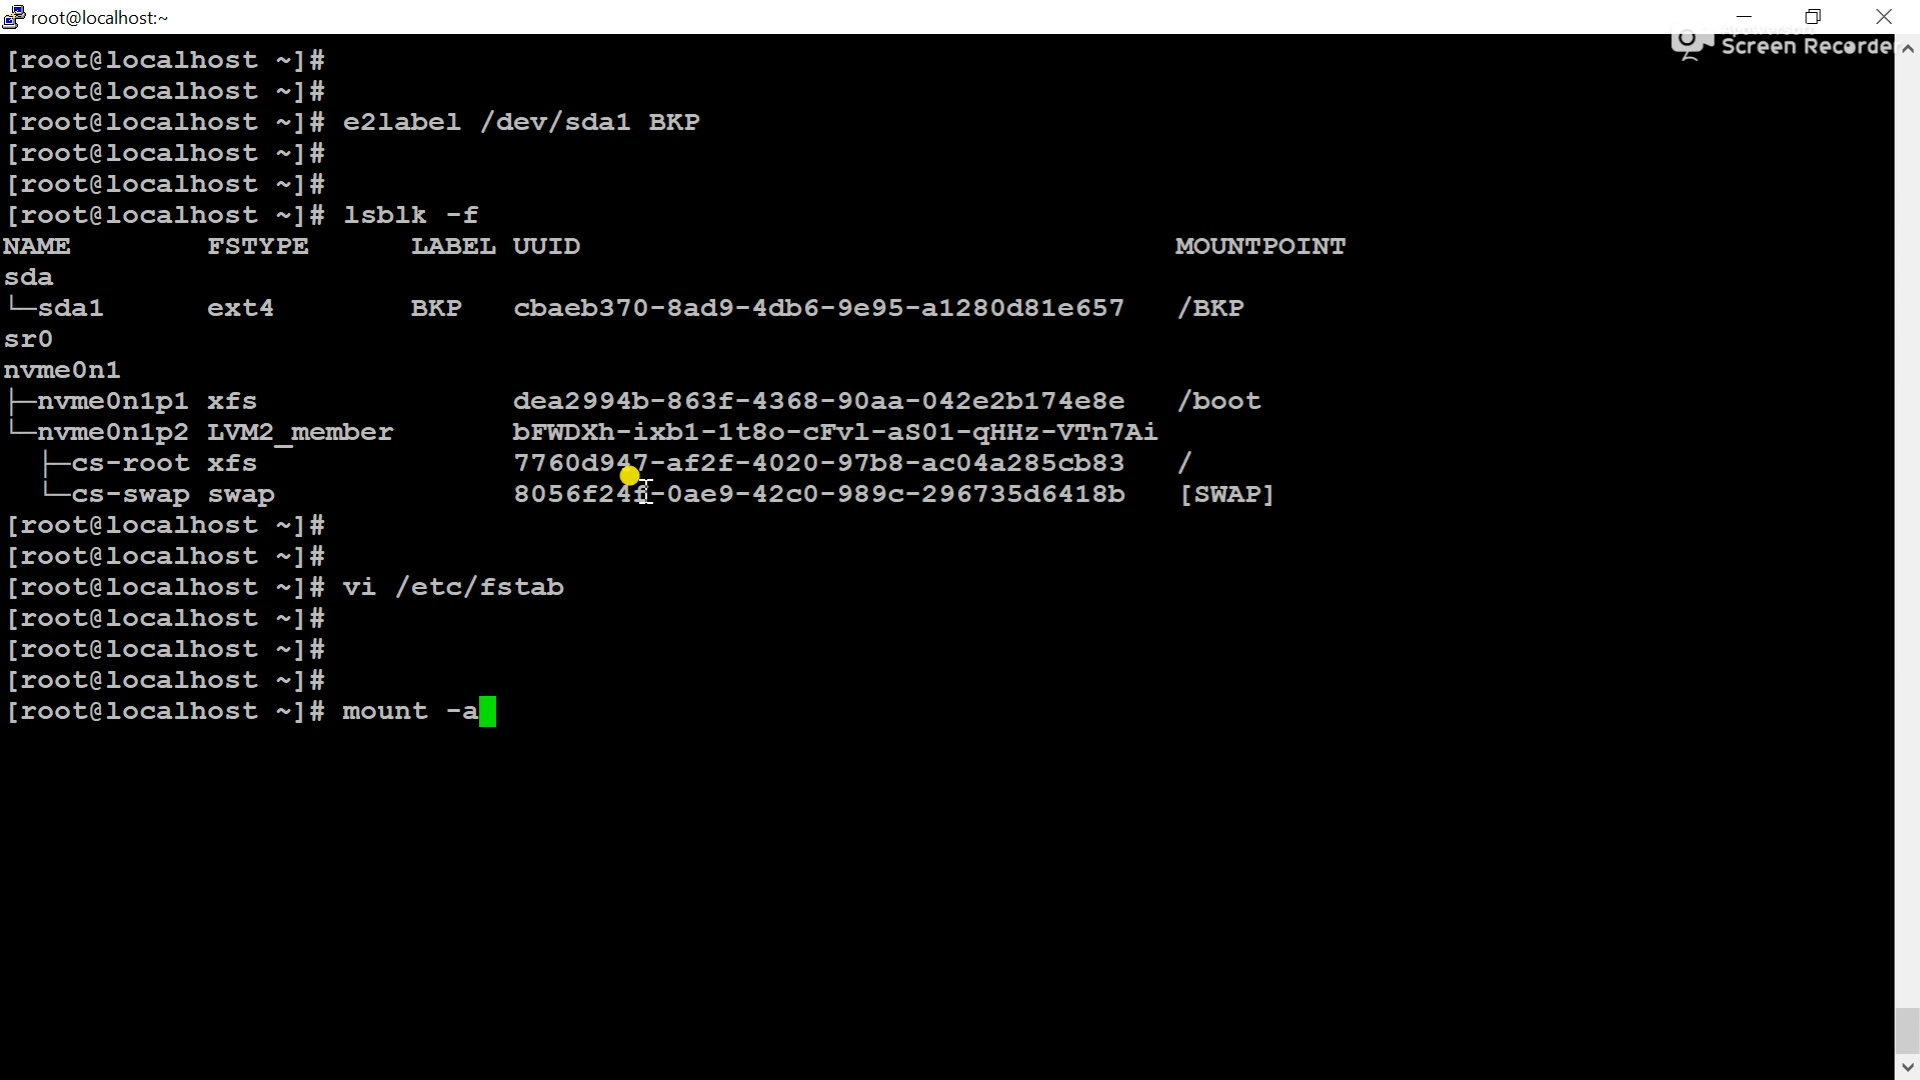 root@localhost:~
Screen Recorder
[root@localhost ~]#
[root@localhost ~]#
[root@localhost ~]# e2label /dev/sda1 BKP
[root@localhost ~]#
[root@localhost ~]#
[root@localhost ~]# lsblk -f
NAME        FSTYPE      LABEL UUID                                   MOUNTPOINT
sda
└─sda1      ext4        BKP   cbaeb370-8ad9-4db6-9e95-a1280d81e657   /BKP
sr0
nvme0n1
├─nvme0n1p1 xfs               dea2994b-863f-4368-90aa-042e2b174e8e   /boot
└─nvme0n1p2 LVM2_member       bFWDXh-ixb1-1t8o-cFvl-aS01-qHHz-VTn7Ai
  ├─cs-root xfs               7760d947-af2f-4020-97b8-ac04a285cb83   /
  └─cs-swap swap              8056f24f-0ae9-42c0-989c-296735d6418b   [SWAP]
[root@localhost ~]#
[root@localhost ~]#
[root@localhost ~]# vi /etc/fstab
[root@localhost ~]#
[root@localhost ~]#
[root@localhost ~]#
[root@localhost ~]# mount -a